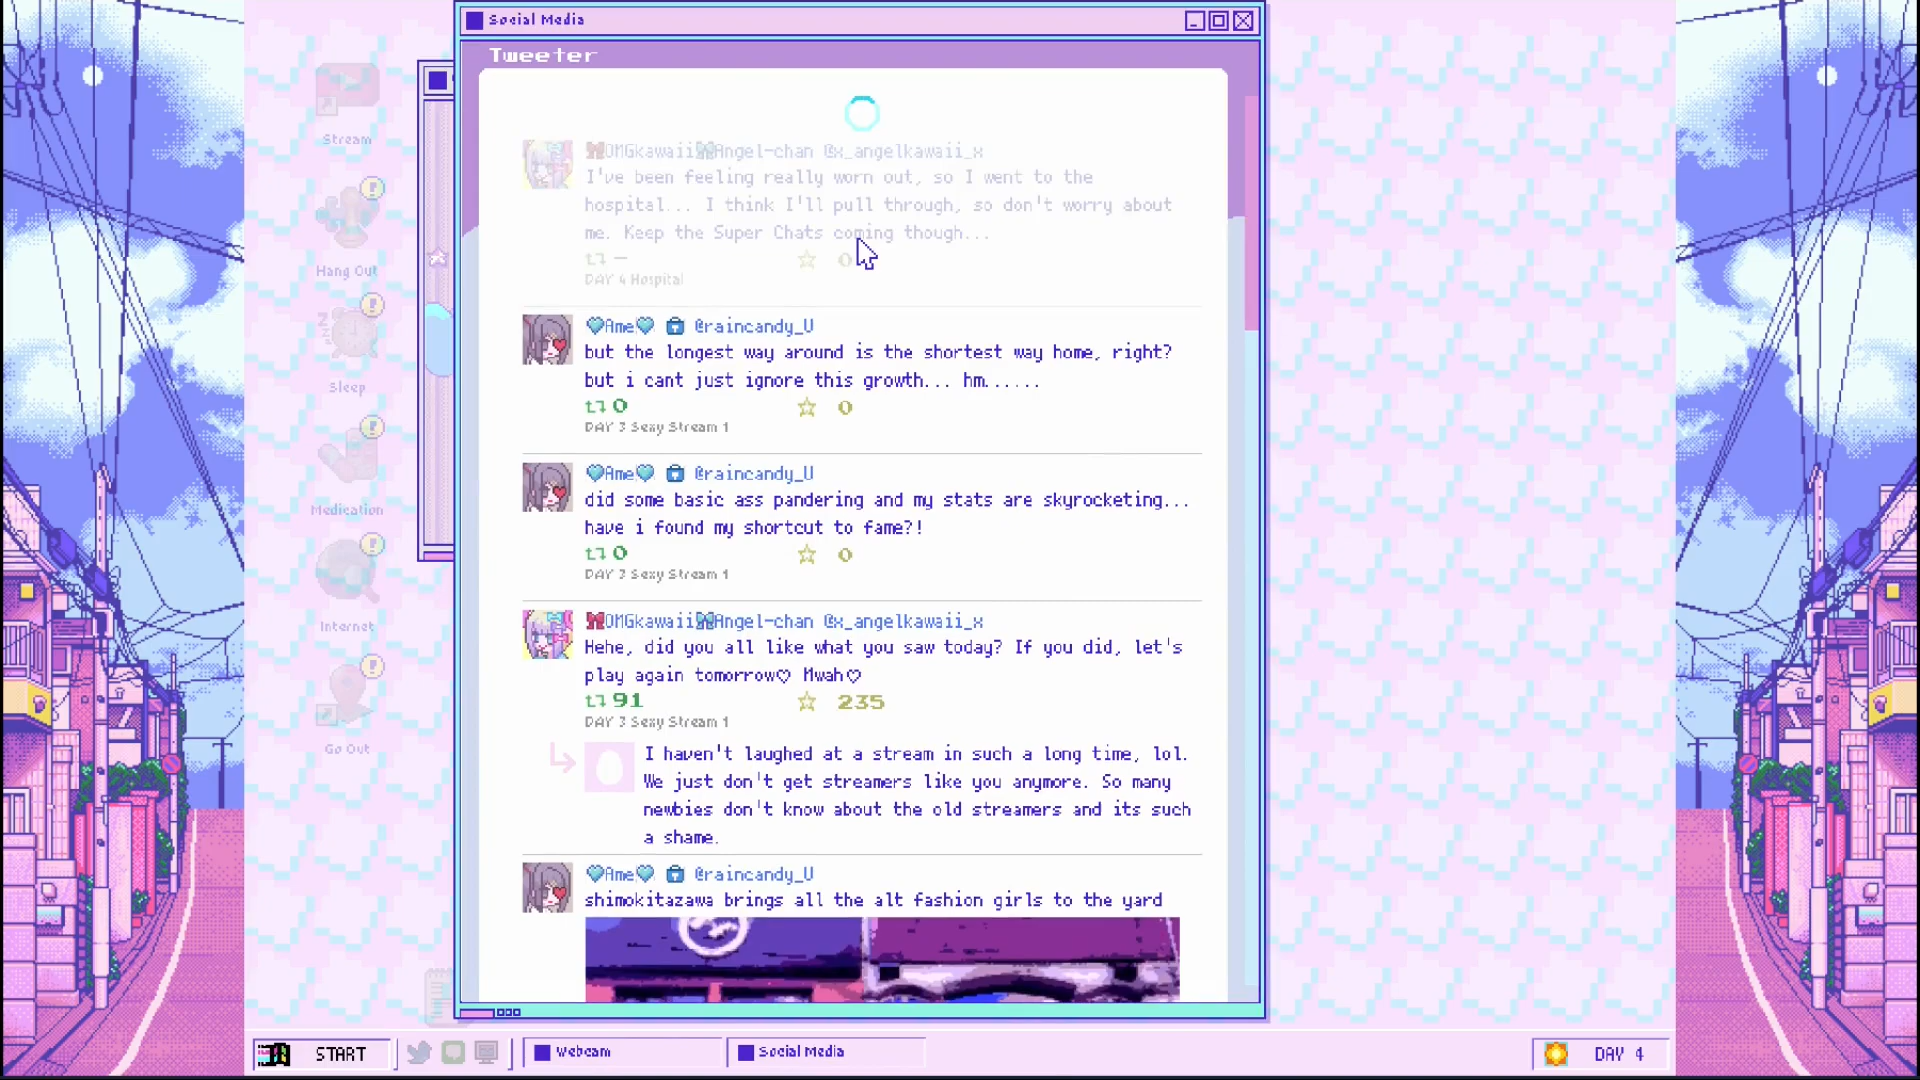 Social Media
Tweeter
OMGkawaiiAngel-chan @x_angelkawaii_x
I've been feeling really worn out, so I went to the
hospital... I think I'll pull through, so don't worry about
me. Keep the Super Chats coming though...
— 0
DAY 4 Hospital
Ame @raincandy_U
but the longest way around is the shortest way home, right?
but i cant just ignore this growth... hm......
0 0
DAY 3 Sexy Stream 1
Ame @raincandy_U
did some basic ass pandering and my stats are skyrocketing...
have i found my shortcut to fame?!
0 0
DAY 3 Sexy Stream 1
OMGkawaiiAngel-chan @x_angelkawaii_x
Hehe, did you all like what you saw today? If you did, let's
play again tomorrow♡ Mwah♡
91 235
DAY 3 Sexy Stream 1
I haven't laughed at a stream in such a long time, lol.
We just don't get streamers like you anymore. So many
newbies don't know about the old streamers and its such
a shame.
Ame @raincandy_U
shimokitazawa brings all the alt fashion girls to the yard
Stream
Hang Out
Sleep
Medication
Internet
Go Out
START
Webcam
Social Media
DAY 4